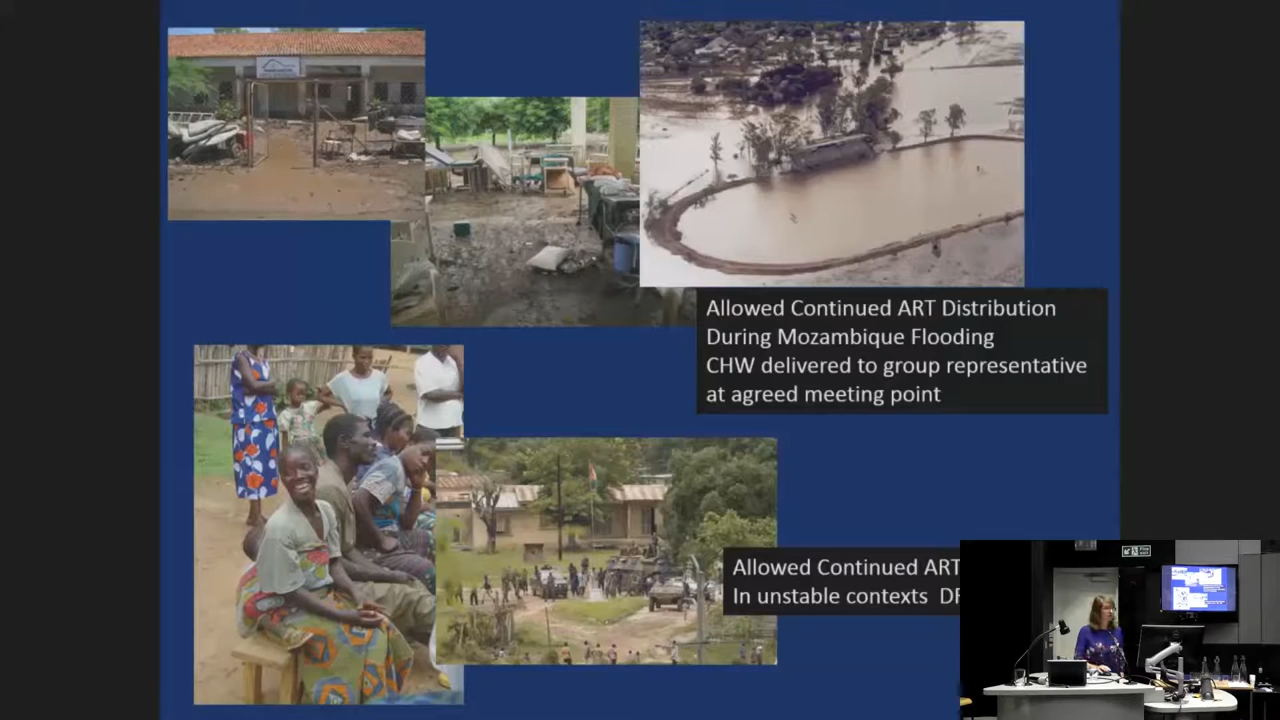 Allowed Continued ART Distribution
During Mozambique Flooding
CHW delivered to group representative
at agreed meeting point
Allowed Continued ART
In unstable contexts